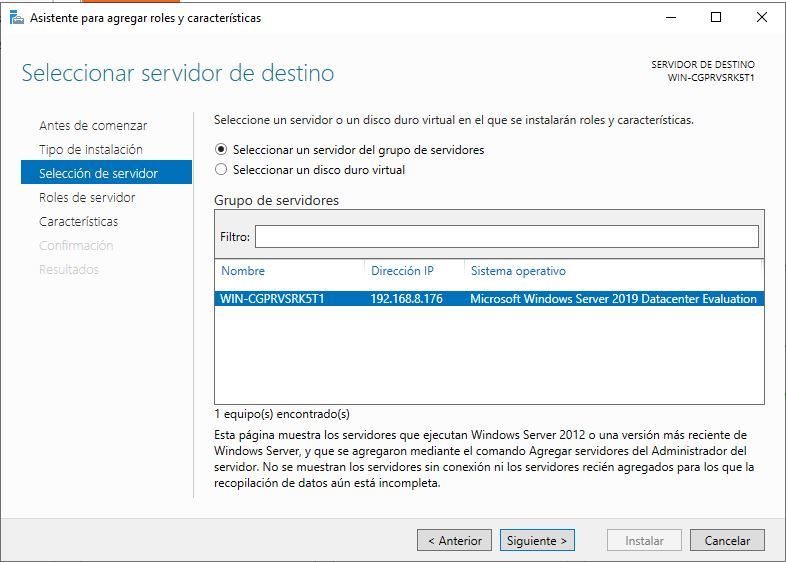 Asistente para agregar roles y características
Seleccionar servidor de destino
SERVIDOR DE DESTINO
WIN-CGPRVSRK5T1
Antes de comenzar
Tipo de instalación
Selección de servidor
Roles de servidor
Características
Confirmación
Resultados
Seleccione un servidor o un disco duro virtual en el que se instalarán roles y características.
Seleccionar un servidor del grupo de servidores
Seleccionar un disco duro virtual
Grupo de servidores
Filtro:
Nombre Dirección IP Sistema operativo
WIN-CGPRVSRK5T1 192.168.8.176 Microsoft Windows Server 2019 Datacenter Evaluation
1 equipo(s) encontrado(s)
Esta página muestra los servidores que ejecutan Windows Server 2012 o una versión más reciente de
Windows Server, y que se agregaron mediante el comando Agregar servidores del Administrador del
servidor. No se muestran los servidores sin conexión ni los servidores recién agregados para los que la
recopilación de datos aún está incompleta.
< Anterior Siguiente > Instalar Cancelar